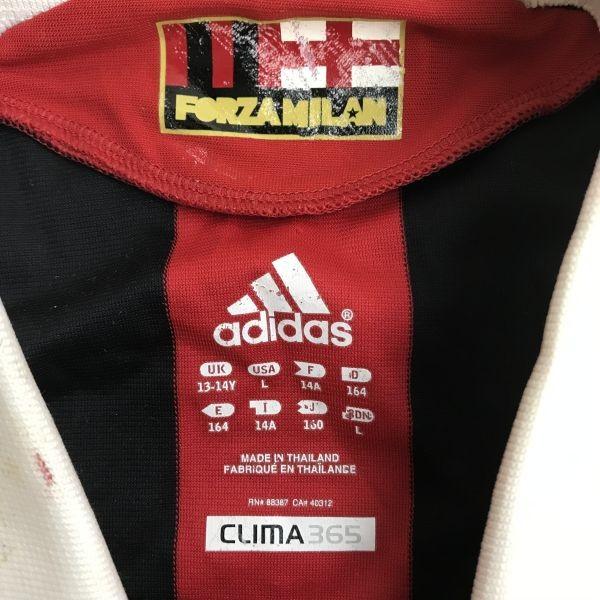 FORZA MILAN
adidas®
UK USA F D
13-14Y L 14A 164
E I J
164 14A 160 L
MADE IN THAILAND
FABRIQUÉ EN THAÏLANDE
RN# 88387 CA# 40312
CLIMA365